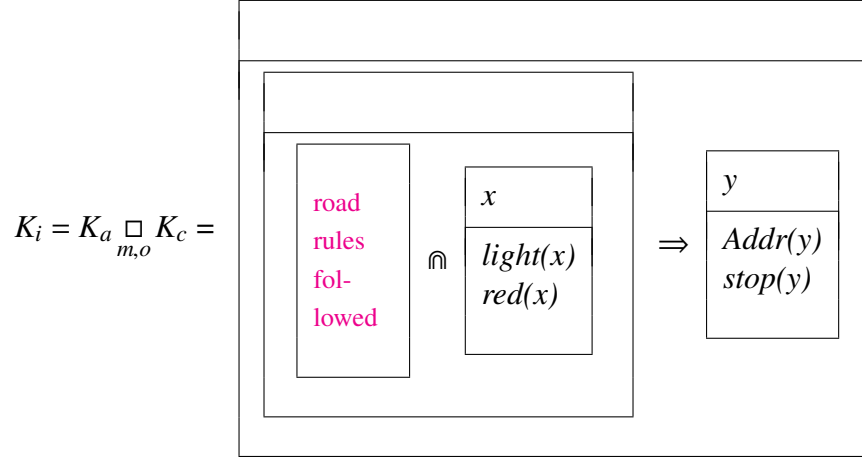 K_i = K_a □_{m,o} K_c =
road
rules
fol-
lowed
⋒
x
light(x)
red(x)
⇒
y
Addr(y)
stop(y)